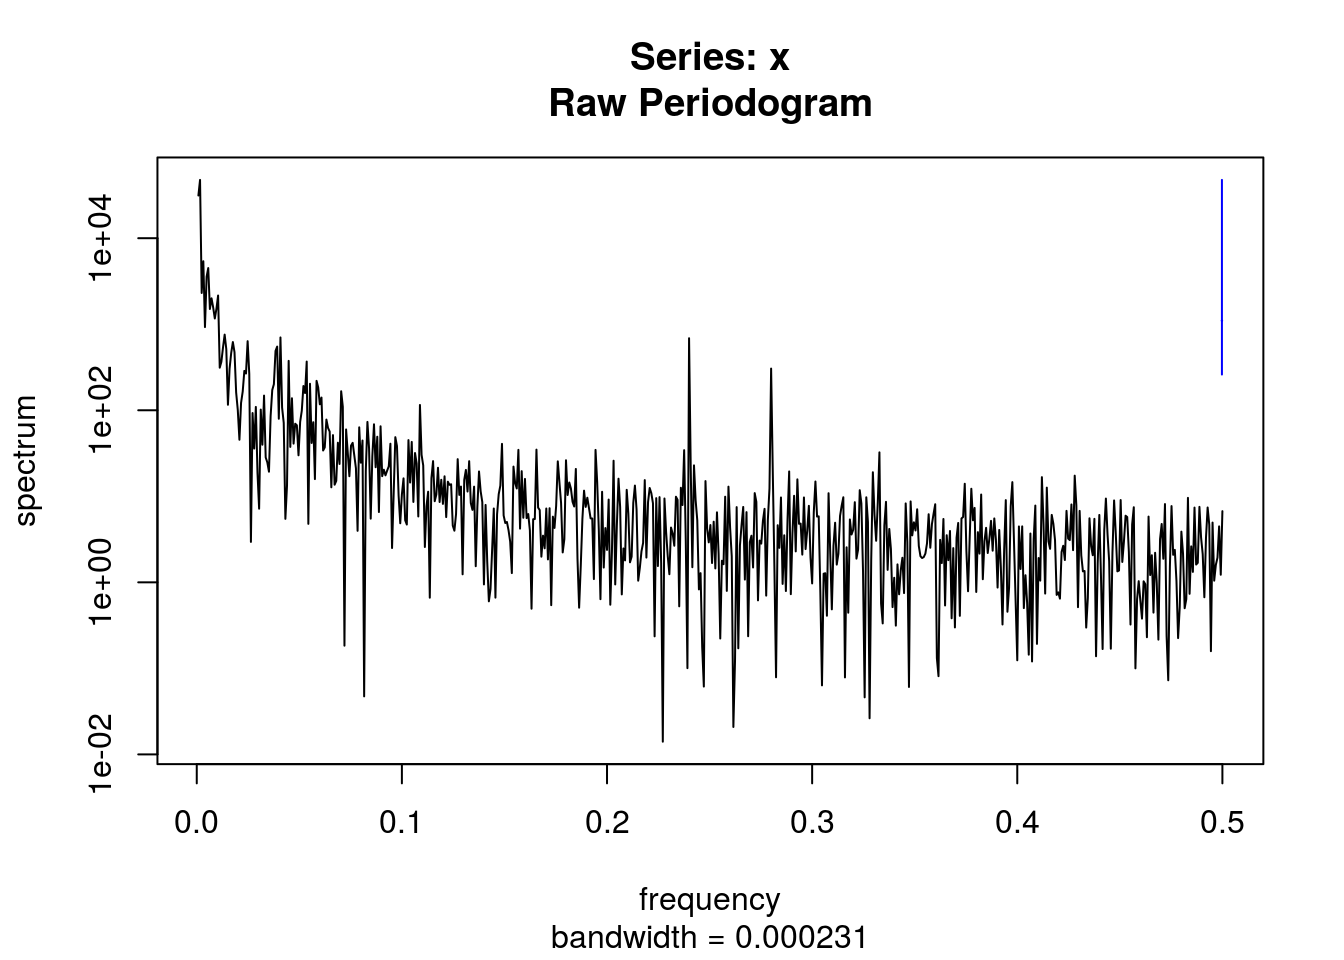 Series: x
Raw Periodogram
spectrum
1e+04
1e+02
1e+00
1e-02
0.0 0.1 0.2 0.3 0.4 0.5
frequency
bandwidth = 0.000231